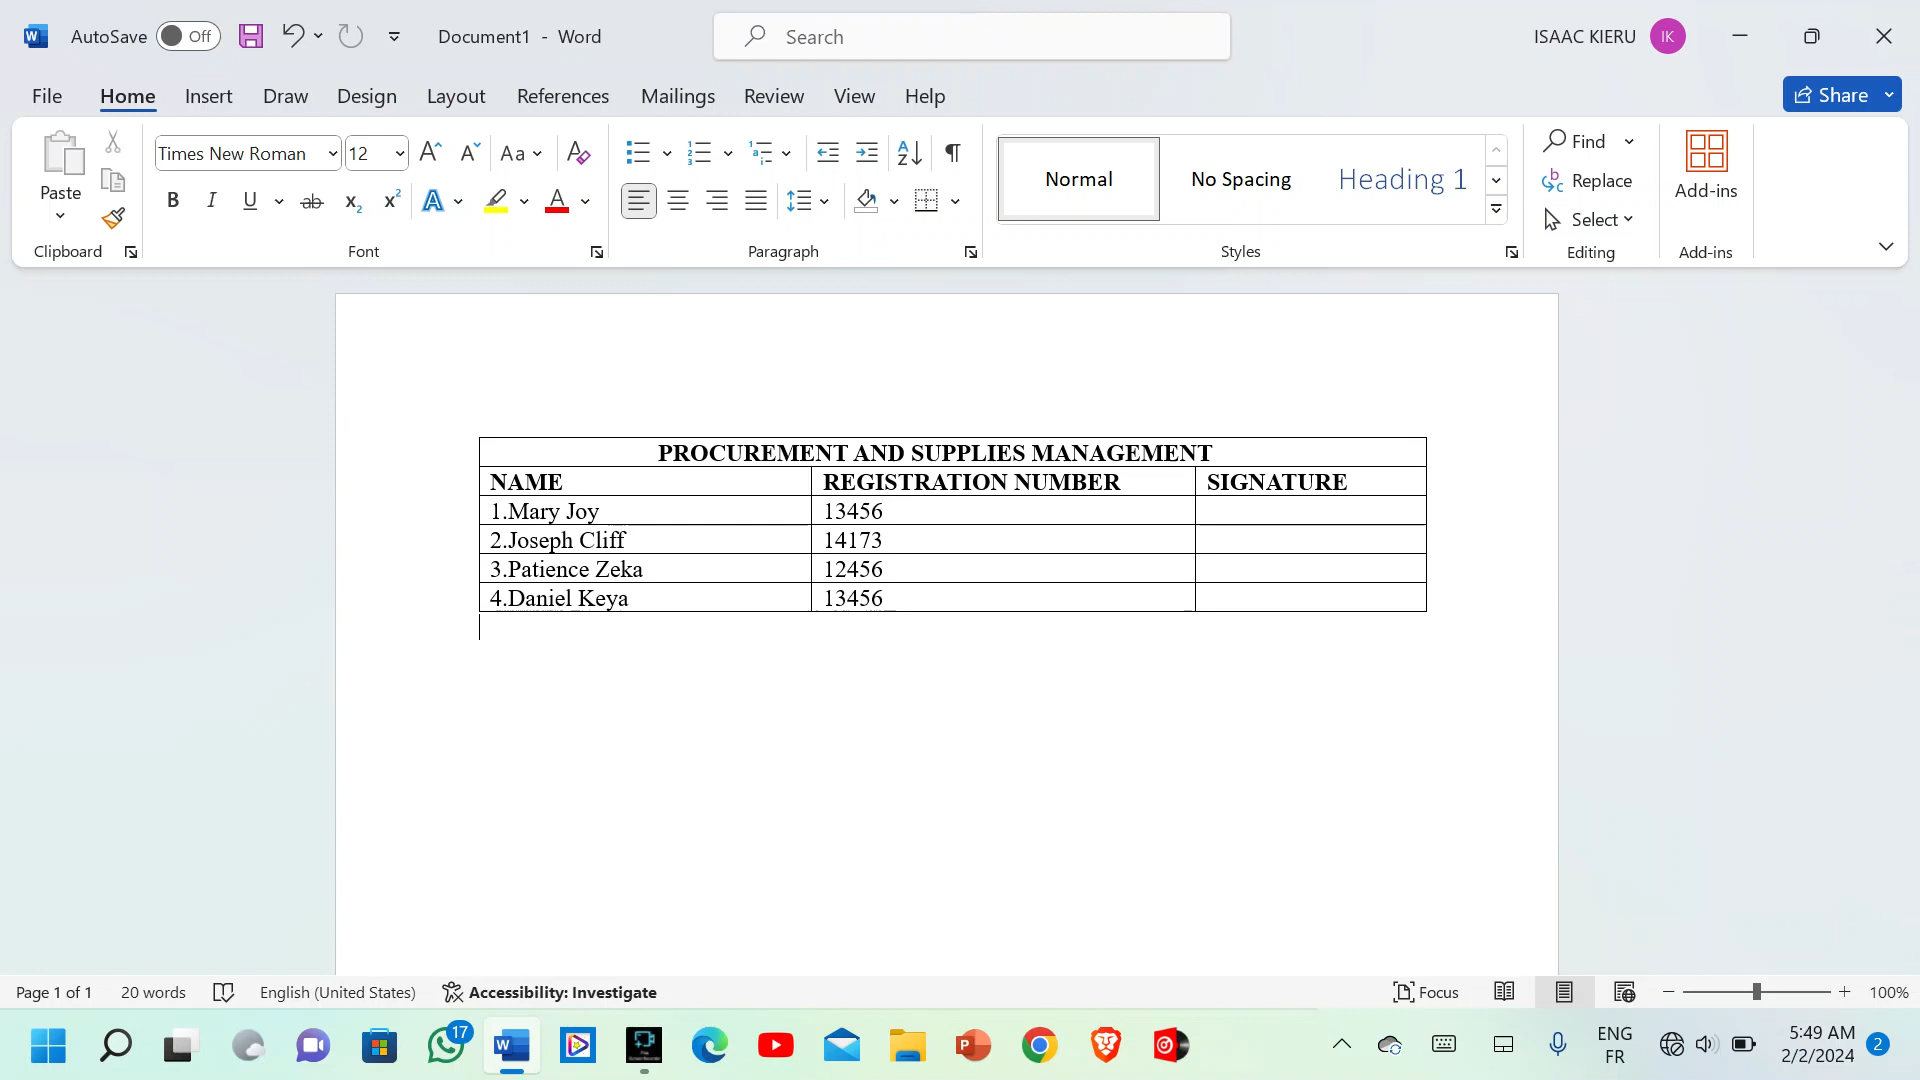 AutoSave Off Document1 - Word Search ISAAC KIERU IK
File Home Insert Draw Design Layout References Mailings Review View Help Share
Paste Times New Roman 12 Aa Normal No Spacing Heading 1 Find
Replace
Select
Add-ins
Clipboard Font Paragraph Styles Editing Add-ins
PROCUREMENT AND SUPPLIES MANAGEMENT
NAME REGISTRATION NUMBER SIGNATURE
1.Mary Joy 13456
2.Joseph Cliff 14173
3.Patience Zeka 12456
4.Daniel Keya 13456
Page 1 of 1 20 words English (United States) Accessibility: Investigate Focus 100%
17 ENG FR 5:49 AM 2/2/2024 2